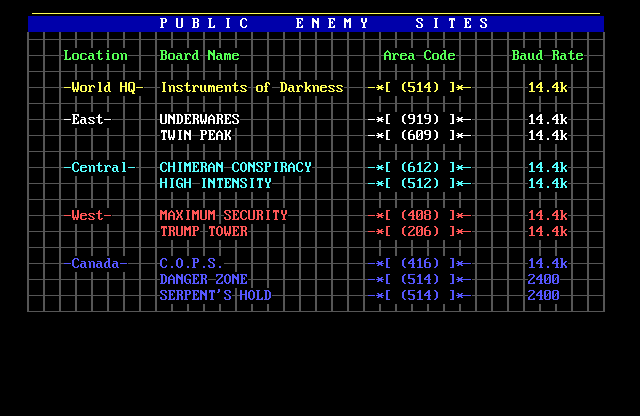 PUBLIC ENEMY SITES
Location Board Name Area Code Baud Rate
-World HQ- Instruments of Darkness -*[ (514) ]*- 14.4k
-East- UNDERWARES -*[ (919) ]*- 14.4k
TWIN PEAK -*[ (609) ]*- 14.4k
-Central- CHIMERAN CONSPIRACY -*[ (612) ]*- 14.4k
HIGH INTENSITY -*[ (512) ]*- 14.4k
-West- MAXIMUM SECURITY -*[ (408) ]*- 14.4k
TRUMP TOWER -*[ (206) ]*- 14.4k
-Canada- C.O.P.S. -*[ (416) ]*- 14.4k
DANGER ZONE -*[ (514) ]*- 2400
SERPENT'S HOLD -*[ (514) ]*- 2400